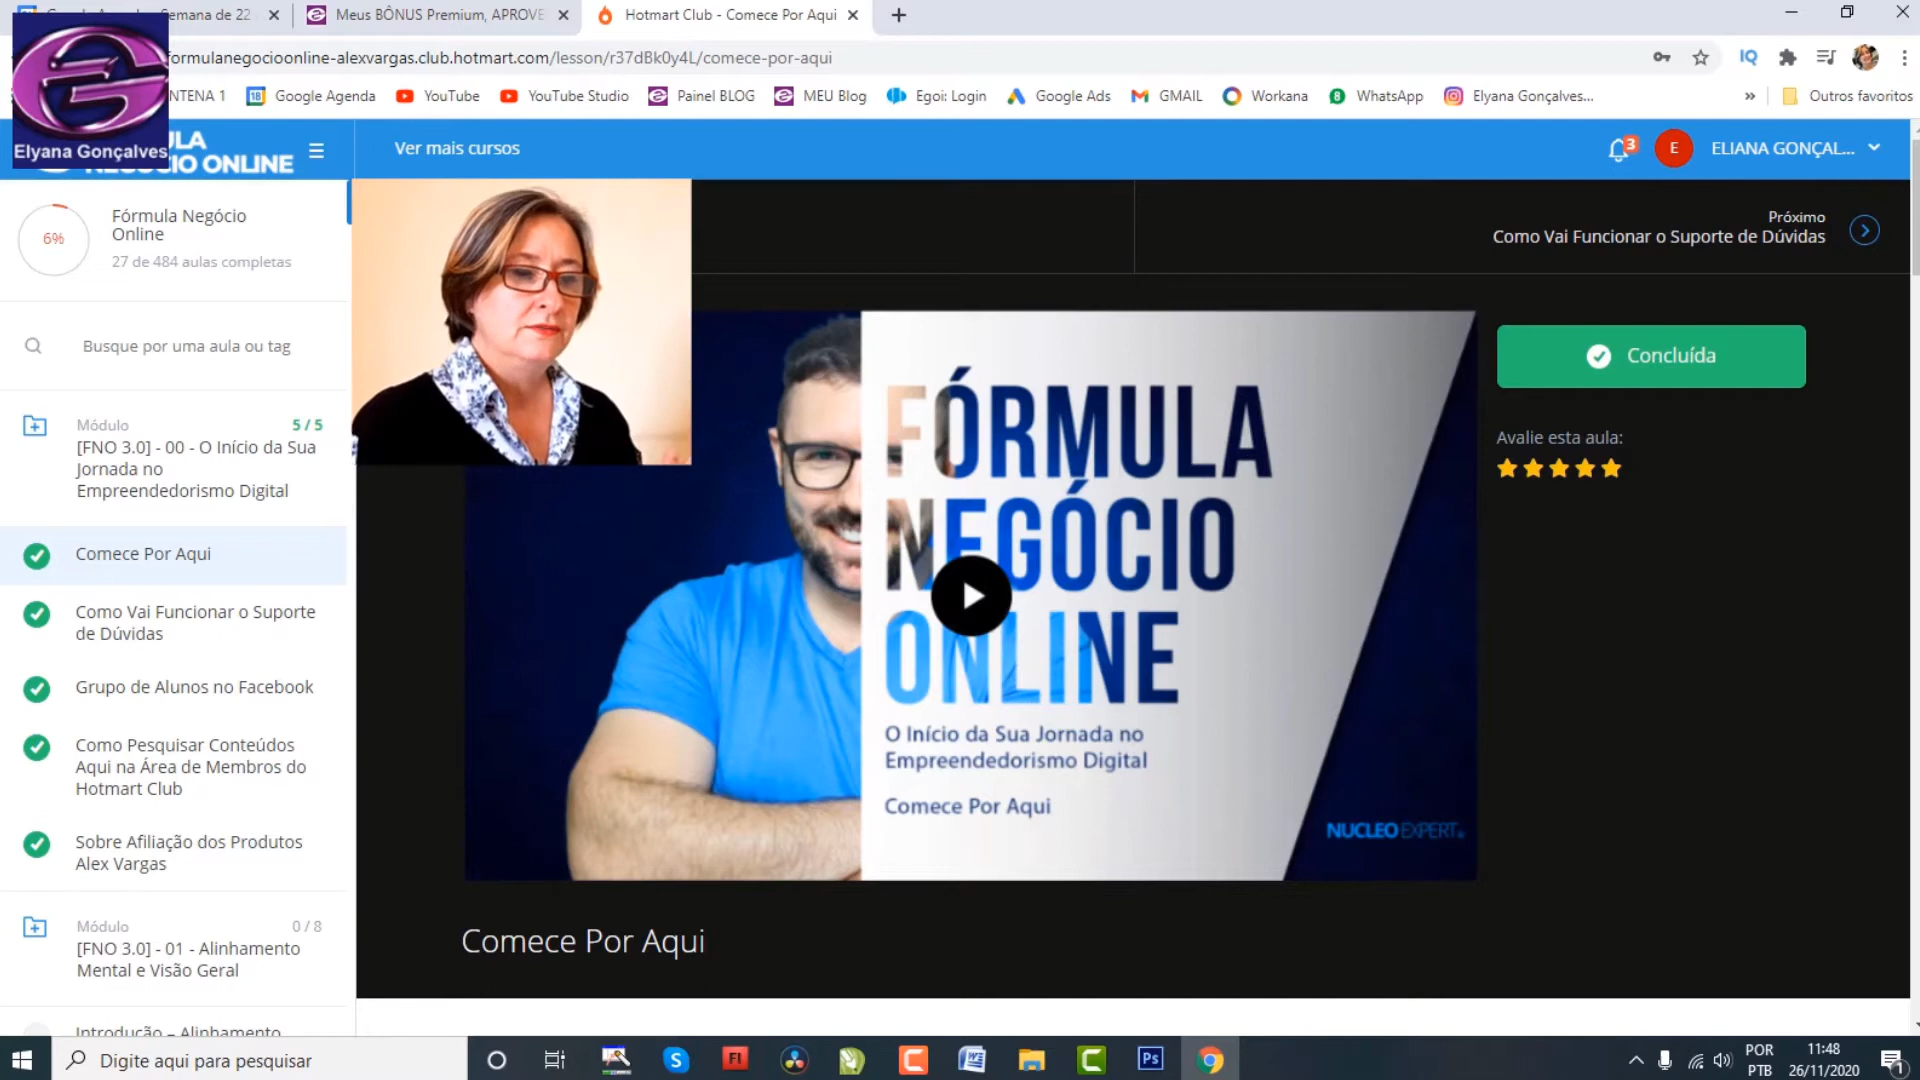 Semana de 22
Meus BÔNUS Premium, APROVE
Hotmart Club - Comece Por Aqui
formulanegocioonline-alexvargas.club.hotmart.com/lesson/r37dBk0y4L/comece-por-aqui
NTENA 1
Google Agenda
YouTube
YouTube Studio
Painel BLOG
MEU Blog
Egoi: Login
Google Ads
GMAIL
Workana
WhatsApp
Elyana Gonçalves...
»
Outros favoritos
Elyana Gonçalves
ULA
NEGÓCIO ONLINE
Ver mais cursos
3
E
ELIANA GONÇAL...
6%
Fórmula Negócio
Online
27 de 484 aulas completas
Busque por uma aula ou tag
Módulo
5 / 5
[FNO 3.0] - 00 - O Início da Sua
Jornada no
Empreendedorismo Digital
Comece Por Aqui
Como Vai Funcionar o Suporte
de Dúvidas
Grupo de Alunos no Facebook
Como Pesquisar Conteúdos
Aqui na Área de Membros do
Hotmart Club
Sobre Afiliação dos Produtos
Alex Vargas
Módulo
0 / 8
[FNO 3.0] - 01 - Alinhamento
Mental e Visão Geral
Introdução – Alinhamento
Próximo
Como Vai Funcionar o Suporte de Dúvidas
FÓRMULA
NEGÓCIO
ONLINE
O Início da Sua Jornada no
Empreendedorismo Digital
Comece Por Aqui
NUCLEO EXPERT
Concluída
Avalie esta aula:
Comece Por Aqui
Digite aqui para pesquisar
POR
PTB
11:48
26/11/2020
1